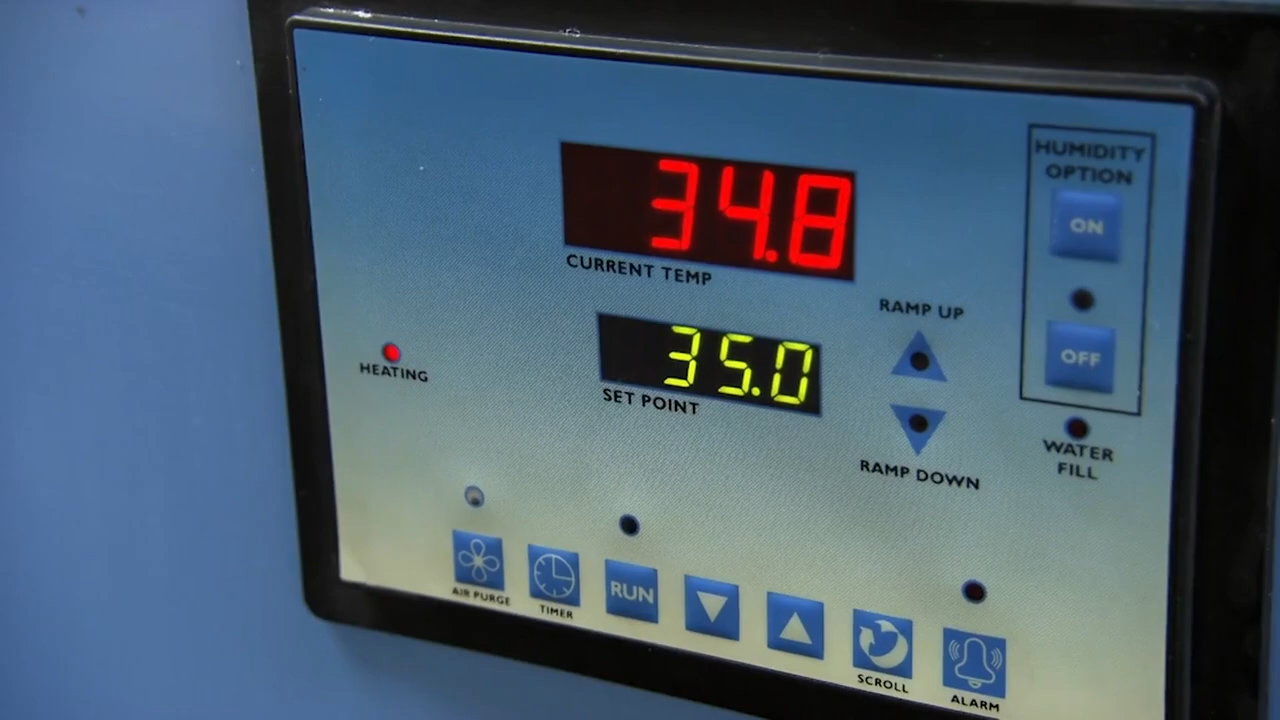 34.8
CURRENT TEMP
35.0
SET POINT
HEATING
RAMP UP
RAMP DOWN
HUMIDITY
OPTION
ON
OFF
WATER
FILL
AIR PURGE
TIMER
RUN
SCROLL
ALARM